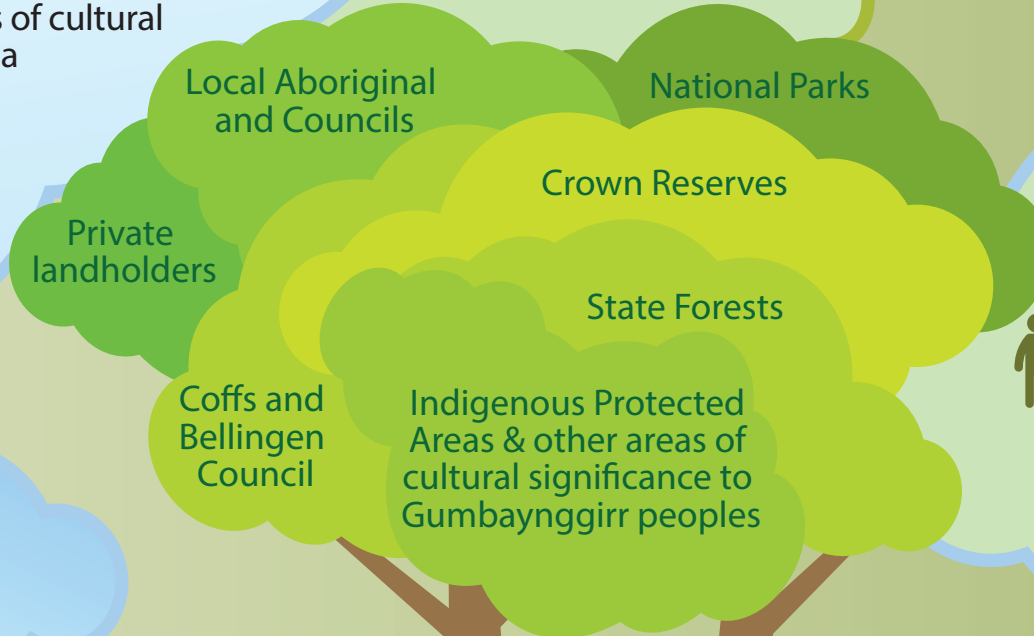 s of cultural
a
Local Aboriginal
and Councils
National Parks
Crown Reserves
Private
landholders
State Forests
Coffs and
Bellingen
Council
Indigenous Protected
Areas & other areas of
cultural significance to
Gumbaynggirr peoples